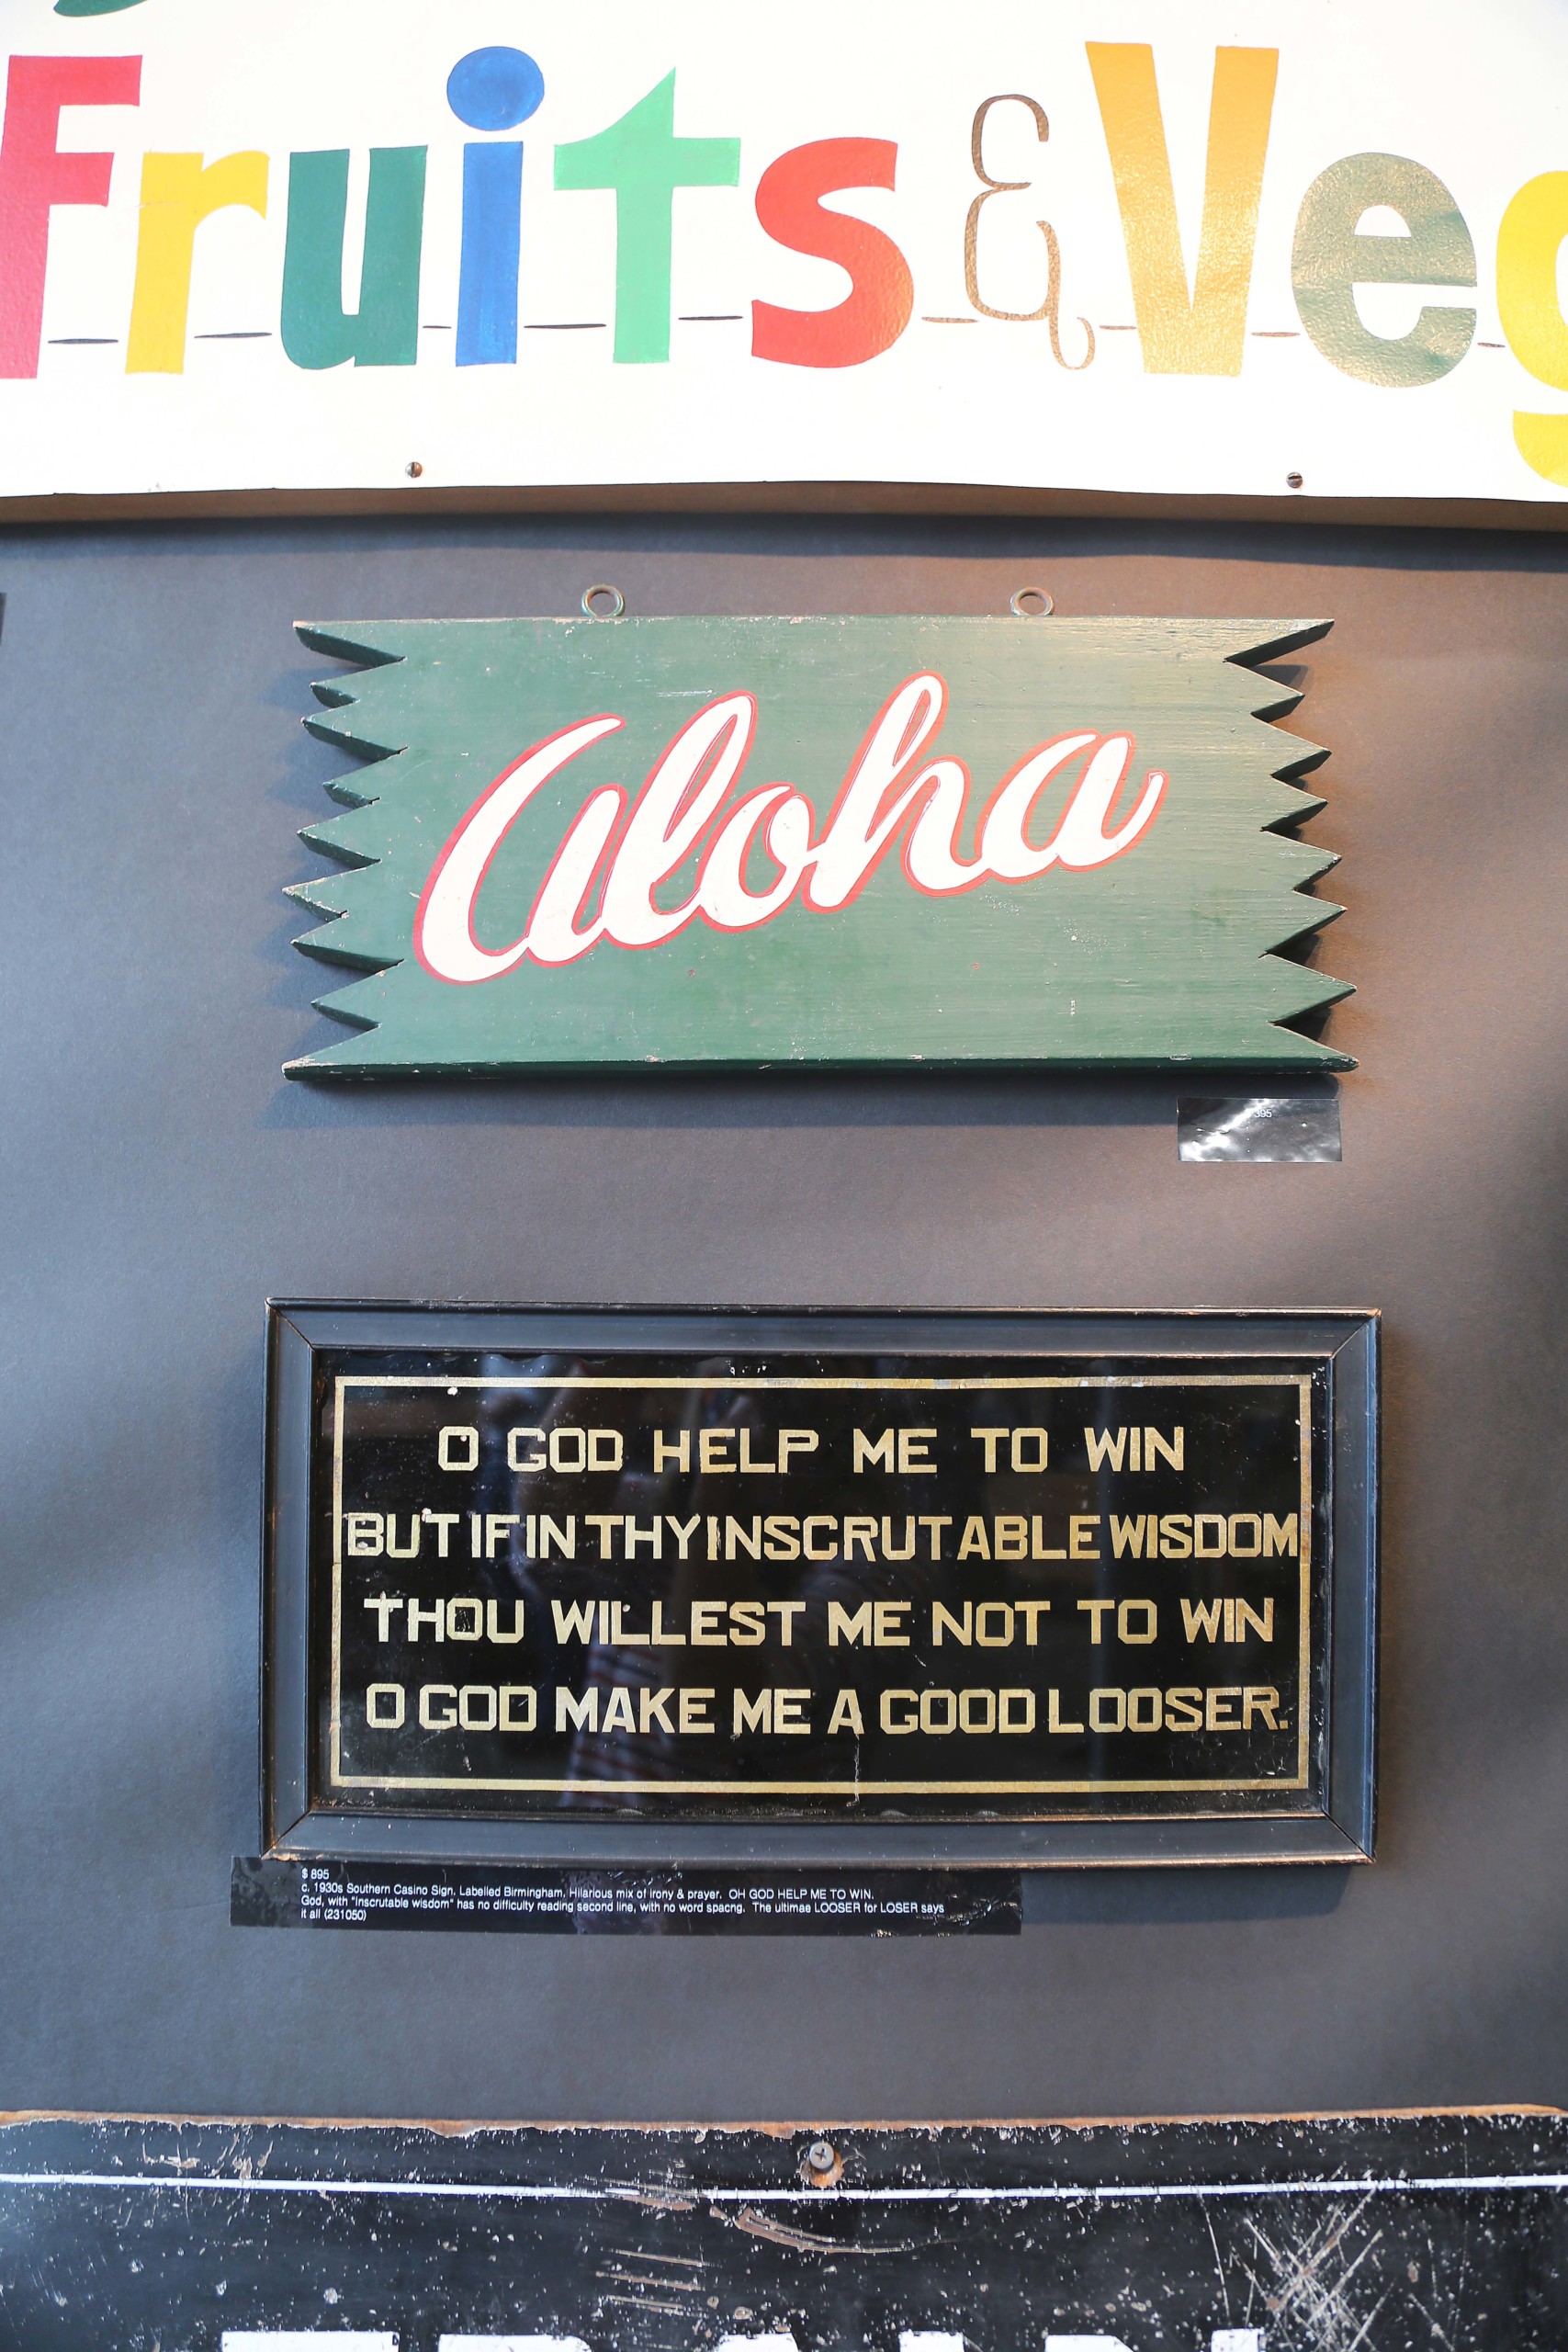 Fruits & Veg
Aloha
395
O GOD HELP ME TO WIN
BUT IF IN THY INSCRUTABLE WISDOM
THOU WILLEST ME NOT TO WIN
O GOD MAKE ME A GOOD LOOSER.
$ 895
c. 1930s Southern Casino Sign. Labelled Birmingham. Hilarious mix of irony & prayer. OH GOD HELP ME TO WIN.
God, with "inscrutable wisdom" has no difficulty reading second line, with no word spacng. The ultimae LOOSER for LOSER says
it all (231050)